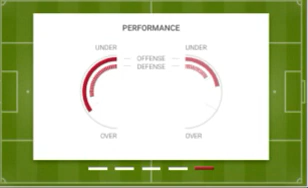 PERFORMANCE
UNDER UNDER
OFFENSE
DEFENSE
OVER OVER